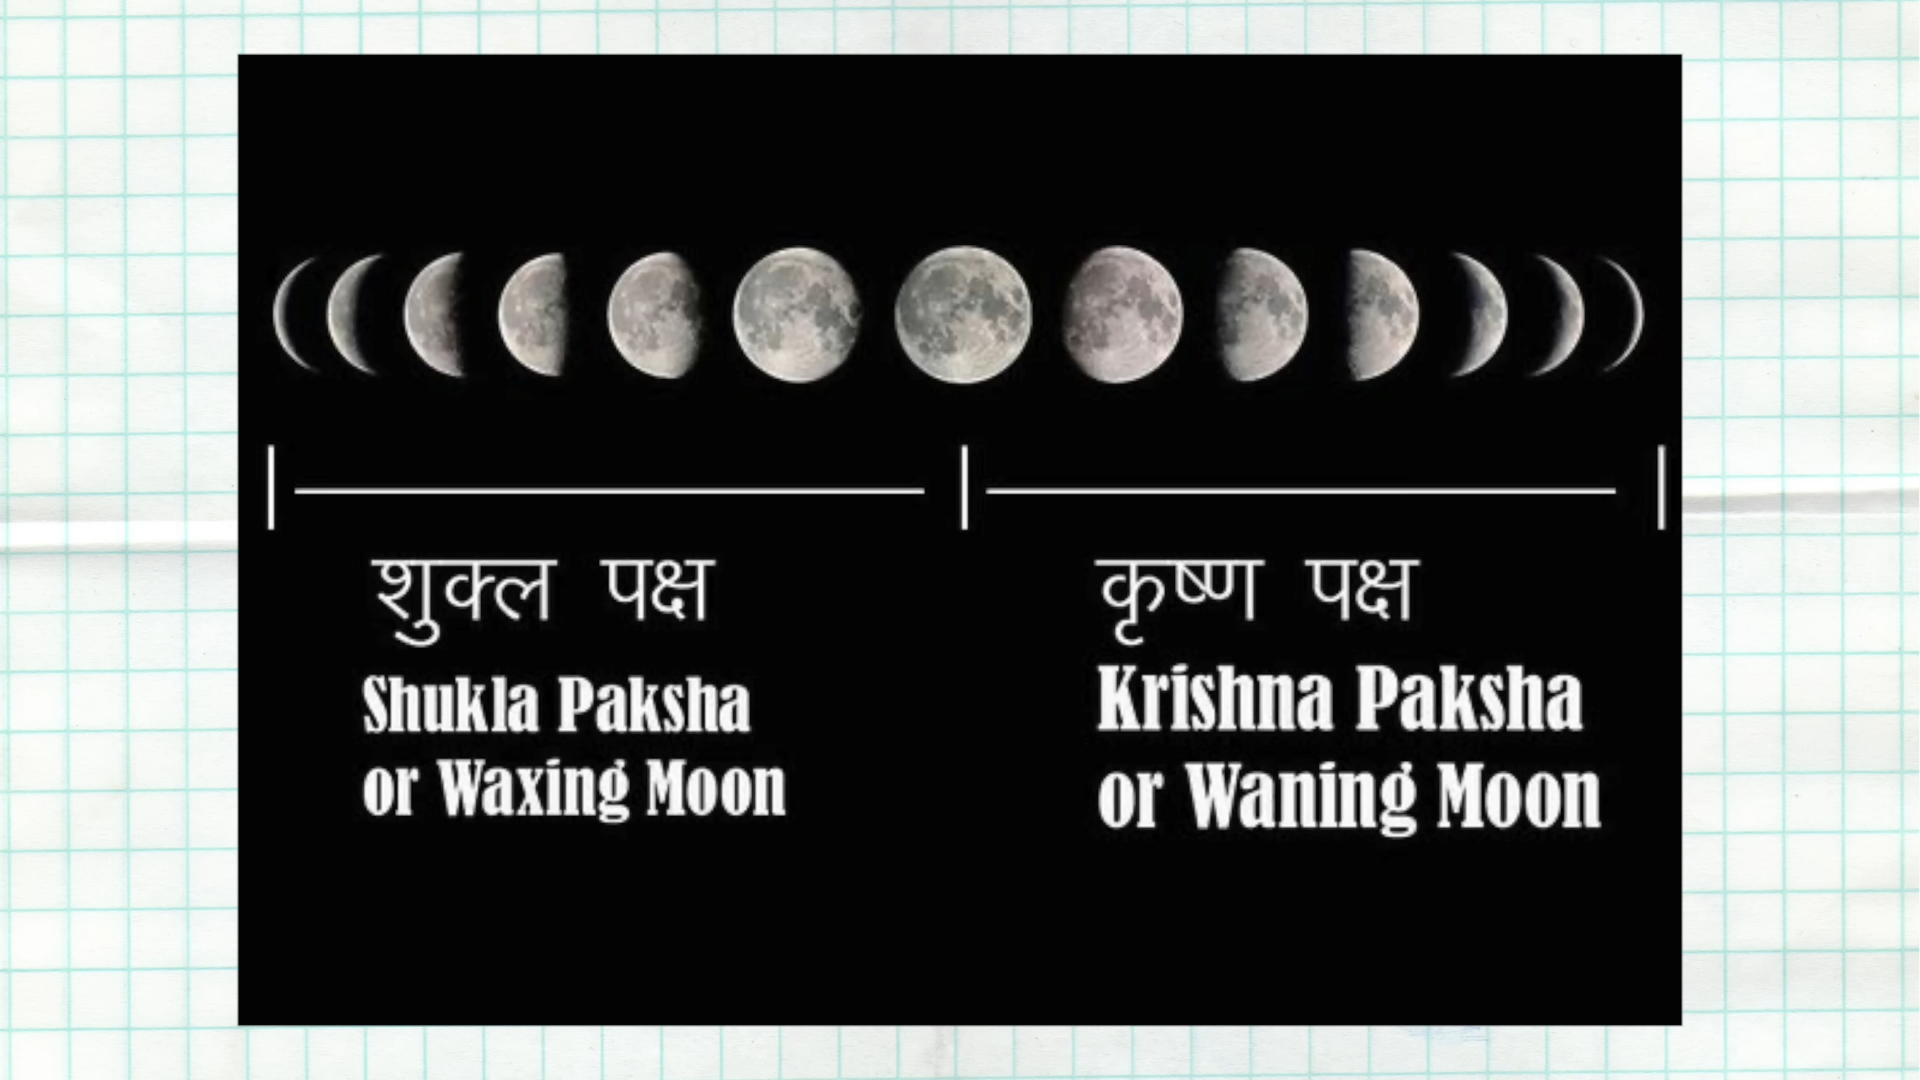 शुक्ल पक्ष
Shukla Paksha
or Waxing Moon
कृष्ण पक्ष
Krishna Paksha
or Waning Moon